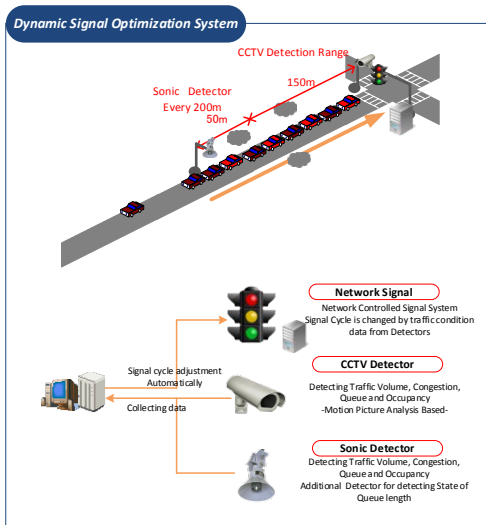 Dynamic Signal Optimization System
CCTV Detection Range
150m
Sonic Detector
Every 200m
50m
Network Signal
Network Controlled Signal System
Signal Cycle is changed by traffic condition
data from Detectors
Signal cycle adjustment
Automatically
Collecting data
CCTV Detector
Detecting Traffic Volume, Congestion,
Queue and Occupancy
-Motion Picture Analysis Based-
Sonic Detector
Detecting Traffic Volume, Congestion,
Queue and Occupancy
Additional Detector for detecting State of
Queue length